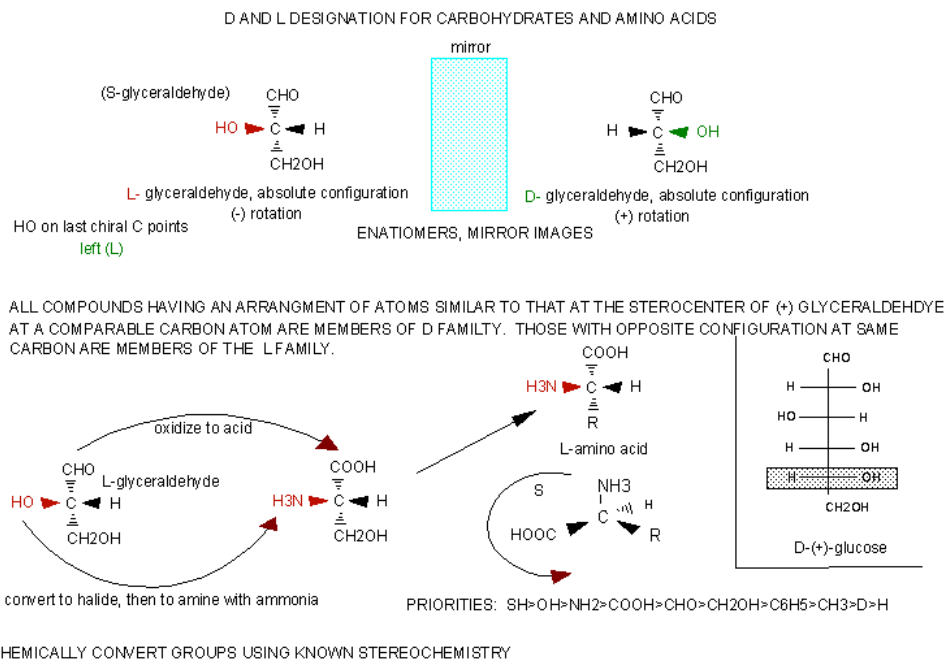 D AND L DESIGNATION FOR CARBOHYDRATES AND AMINO ACIDS
mirror
(S-glyceraldehyde)
CHO
HO C H
CH2OH
L- glyceraldehyde, absolute configuration
(-) rotation
HO on last chiral C points
left (L)
CHO
H C OH
CH2OH
D- glyceraldehyde, absolute configuration
(+) rotation
ENATIOMERS, MIRROR IMAGES
ALL COMPOUNDS HAVING AN ARRANGMENT OF ATOMS SIMILAR TO THAT AT THE STEROCENTER OF (+) GLYCERALDEHDYE
AT A COMPARABLE CARBON ATOM ARE MEMBERS OF D FAMILTY. THOSE WITH OPPOSITE CONFIGURATION AT SAME
CARBON ARE MEMBERS OF THE L FAMILY.
oxidize to acid
CHO
L-glyceraldehyde
HO C H
CH2OH
COOH
H3N C H
CH2OH
convert to halide, then to amine with ammonia
COOH
H3N C H
R
L-amino acid
S
NH3
H
HOOC C
R
CHO
H OH
HO H
H OH
H OH
CH2OH
D-(+)-glucose
PRIORITIES: SH>OH>NH2>COOH>CHO>CH2OH>C6H5>CH3>D>H
HEMICALLY CONVERT GROUPS USING KNOWN STEREOCHEMISTRY